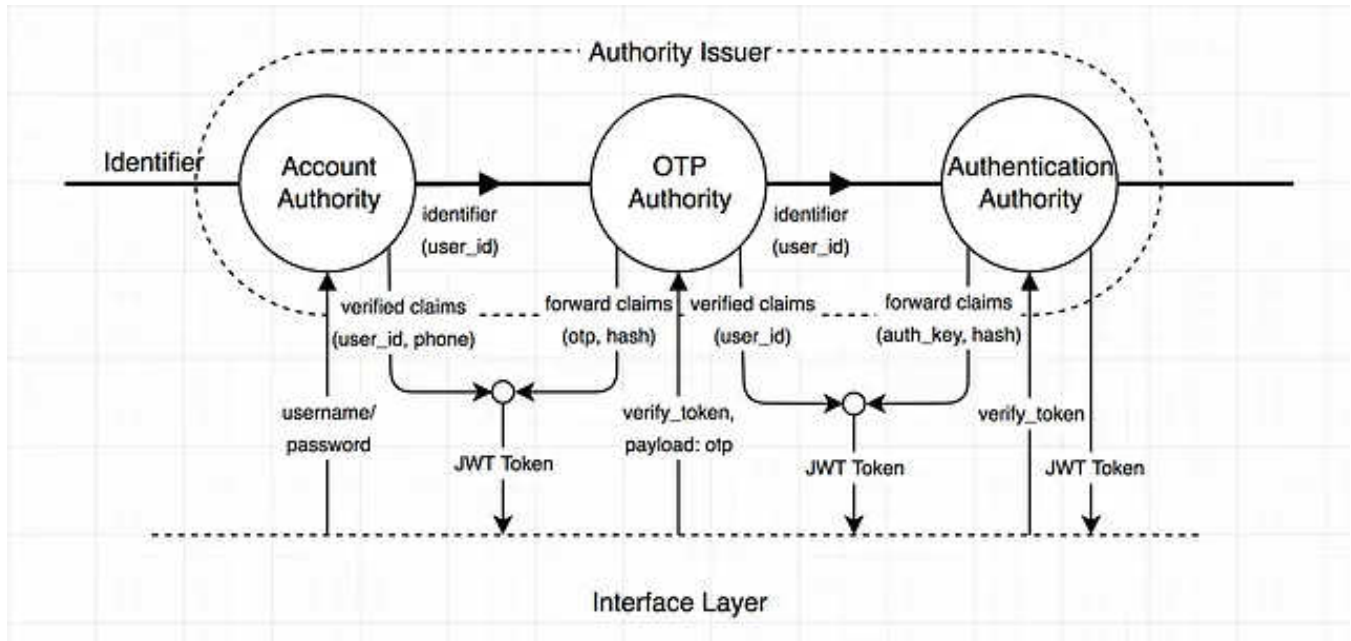 Authority Issuer
Identifier
Account
Authority
OTP
Authority
Authentication
Authority
identifier
(user_id)
identifier
(user_id)
verified claims
(user_id, phone)
forward claims
(otp, hash)
verified claims
(user_id)
forward claims
(auth_key, hash)
username/
password
verify_token,
payload: otp
verify_token
JWT Token
JWT Token
JWT Token
Interface Layer